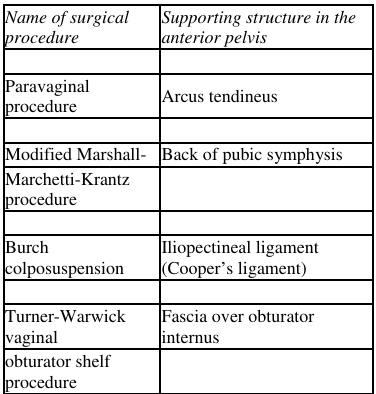 Name of surgical procedure
Supporting structure in the anterior pelvis
Paravaginal procedure
Arcus tendineus
Modified Marshall-
Back of pubic symphysis
Marchetti-Krantz procedure
Burch colposuspension
Iliopectineal ligament (Cooper's ligament)
Turner-Warwick vaginal
Fascia over obturator internus
obturator shelf procedure